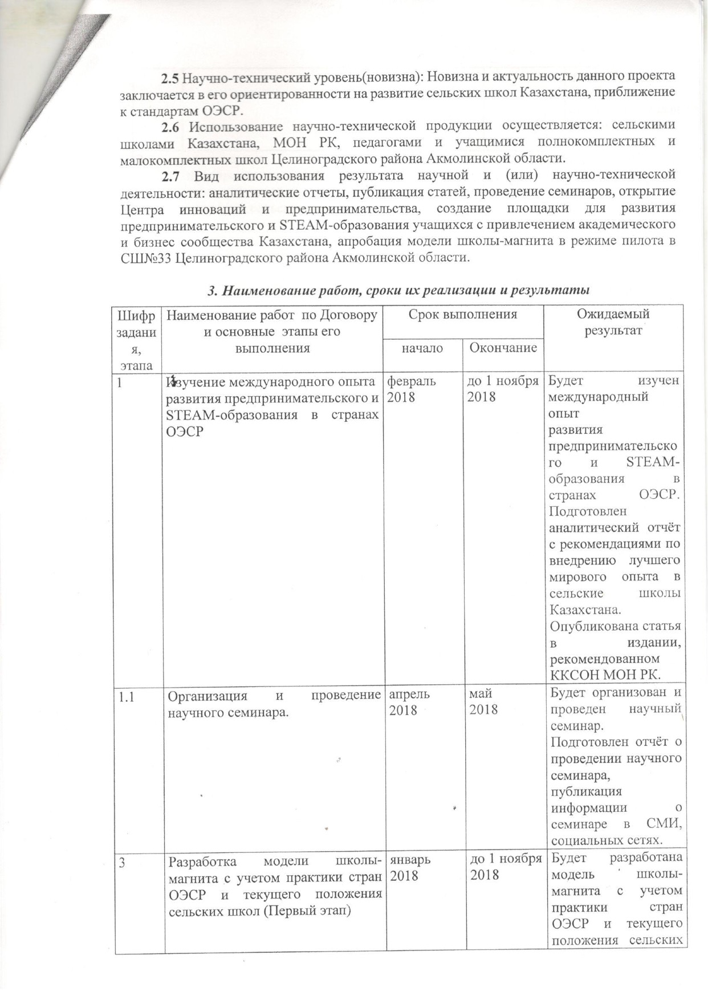 2.5 Научно-технический уровень(новизна): Новизна и актуальность данного проекта
заключается в его ориентированности на развитие сельских школ Казахстана, приближение
к стандартам ОЭСР.
2.6 Использование научно-технической продукции осуществляется: сельскими
школами Казахстана, МОН РК, педагогами и учащимися полнокомплектных и
малокомплектных школ Целиноградского района Акмолинской области.
2.7 Вид использования результата научной и (или) научно-технической
деятельности: аналитические отчеты, публикация статей, проведение семинаров, открытие
Центра инноваций и предпринимательства, создание площадки для развития
предпринимательского и STEAM-образования учащихся с привлечением академического
и бизнес сообщества Казахстана, апробация модели школы-магнита в режиме пилота в
СШ№33 Целиноградского района Акмолинской области.
3. Наименование работ, сроки их реализации и результаты
Шифр
задани
я,
этапа
Наименование работ по Договору
и основные этапы его
выполнения
Срок выполнения
начало
Окончание
Ожидаемый
результат
1
Изучение международного опыта
развития предпринимательского и
STEAM-образования в странах
ОЭСР
февраль
2018
до 1 ноября
2018
Будет изучен
международный
опыт
развития
предпринимательско
го и STEAM-
образования в
странах ОЭСР.
Подготовлен
аналитический отчёт
с рекомендациями по
внедрению лучшего
мирового опыта в
сельские школы
Казахстана.
Опубликована статья
в издании,
рекомендованном
ККСОН МОН РК.
1.1
Организация и проведение
научного семинара.
апрель
2018
май
2018
Будет организован и
проведен научный
семинар.
Подготовлен отчёт о
проведении научного
семинара,
публикация
информации о
семинаре в СМИ,
социальных сетях.
3
Разработка модели школы-
магнита с учетом практики стран
ОЭСР и текущего положения
сельских школ (Первый этап)
январь
2018
до 1 ноября
2018
Будет разработана
модель школы-
магнита с учетом
практики стран
ОЭСР и текущего
положения сельских